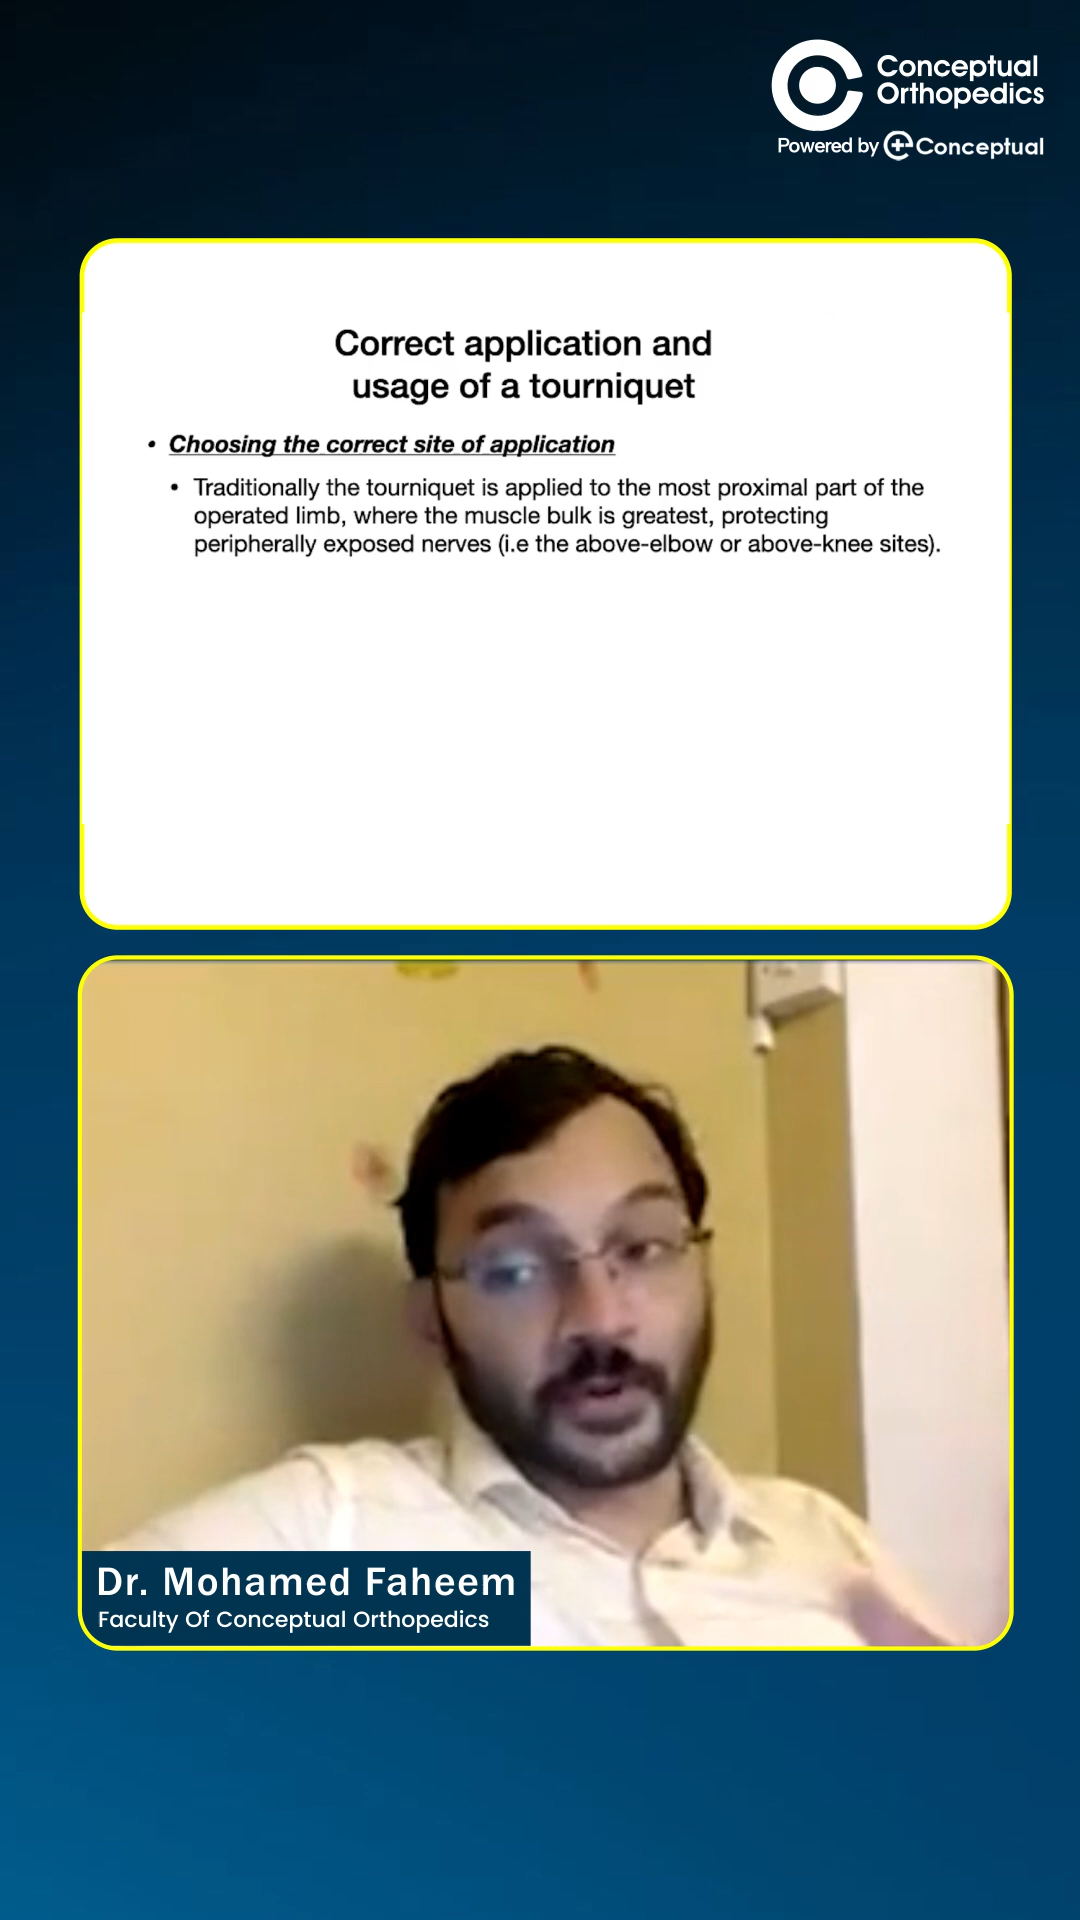 Conceptual
Orthopedics
Powered by Conceptual
Correct application and
usage of a tourniquet
• Choosing the correct site of application
• Traditionally the tourniquet is applied to the most proximal part of the
operated limb, where the muscle bulk is greatest, protecting
peripherally exposed nerves (i.e the above-elbow or above-knee sites).
Dr. Mohamed Faheem
Faculty Of Conceptual Orthopedics